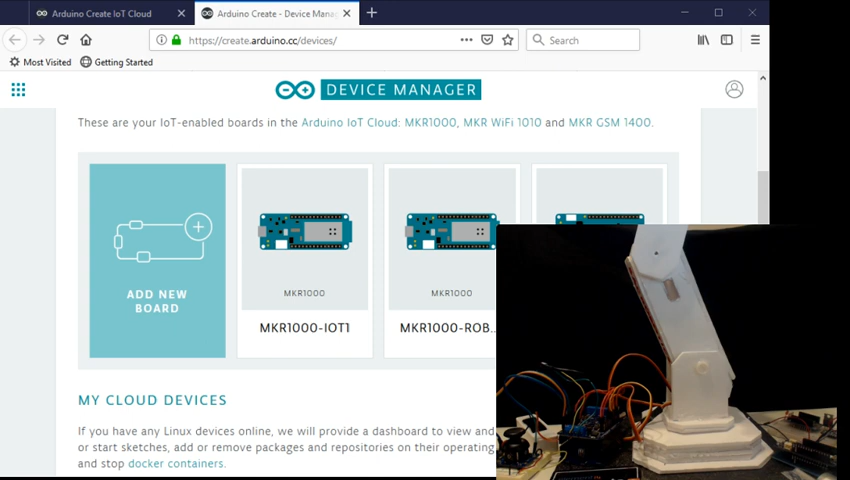 Arduino Create IoT Cloud
Arduino Create - Device Mana
https://create.arduino.cc/devices/
Search
Most Visited
Getting Started
DEVICE MANAGER
These are your IoT-enabled boards in the Arduino IoT Cloud: MKR1000, MKR WiFi 1010 and MKR GSM 1400.
ADD NEW
BOARD
MKR1000
MKR1000-IOT1
MKR1000
MKR1000-ROB...
MY CLOUD DEVICES
If you have any Linux devices online, we will provide a dashboard to view and
or start sketches, add or remove packages and repositories on their operating
and stop docker containers.